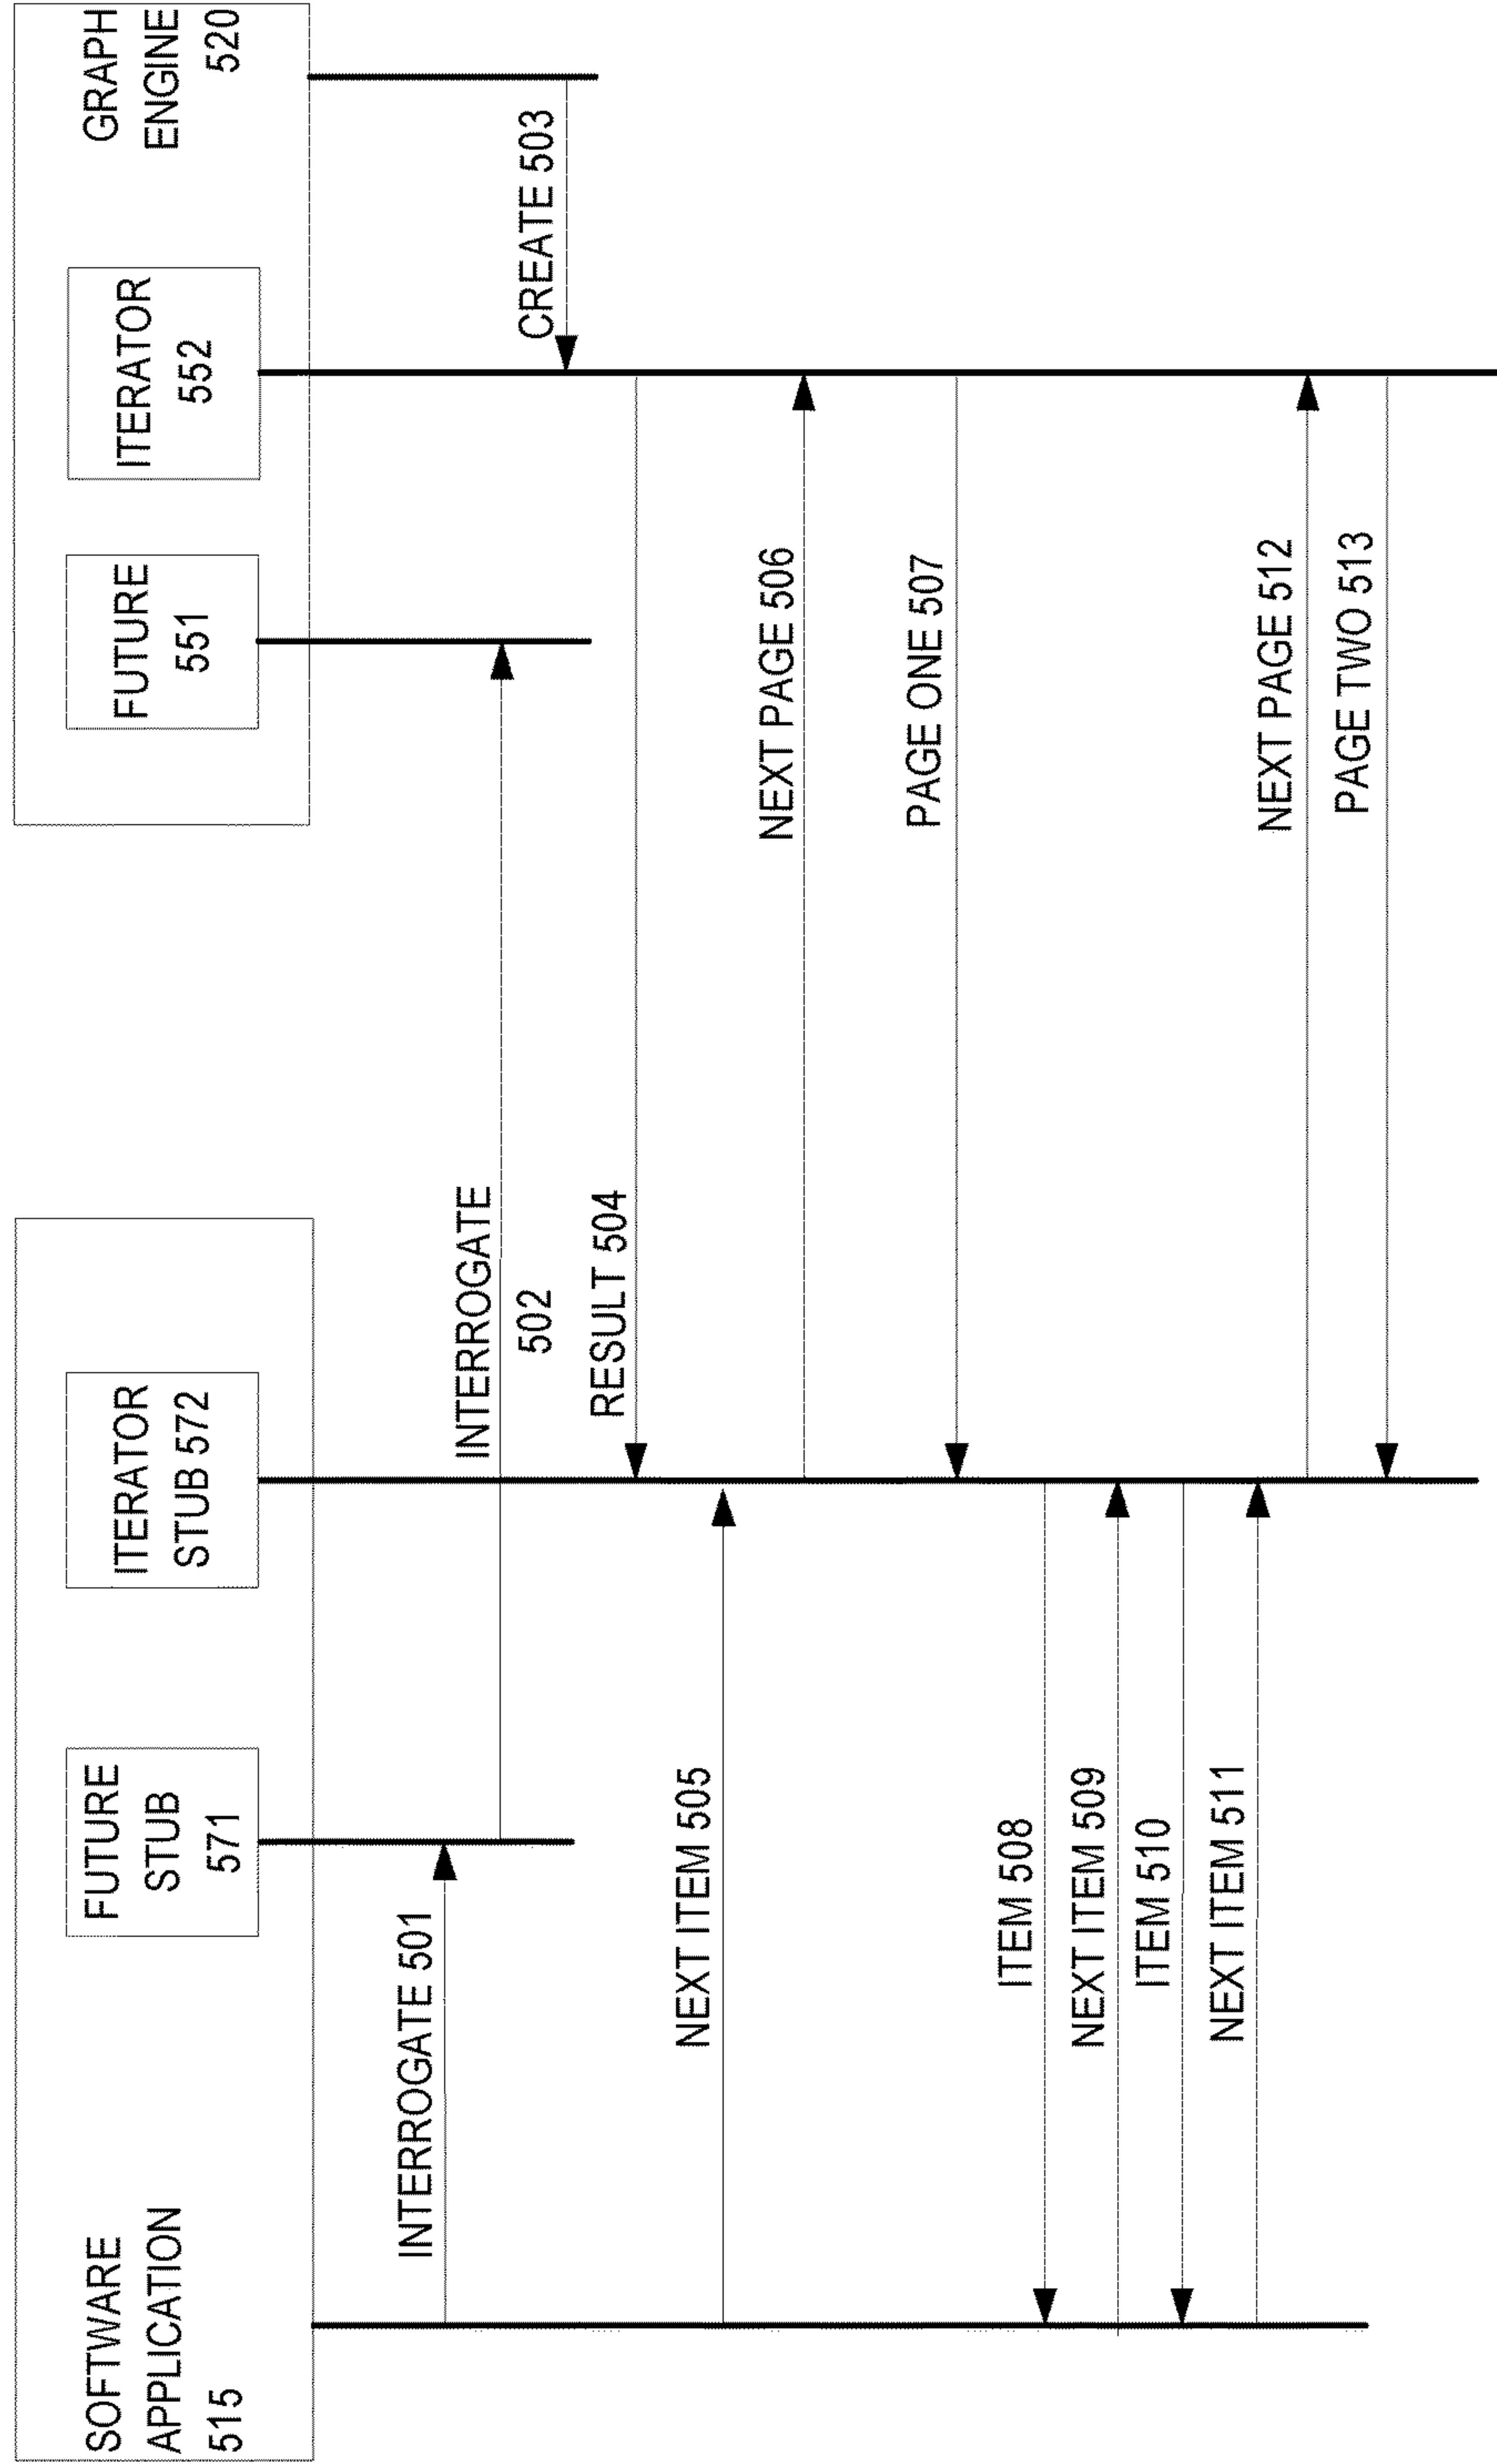 SOFTWARE
APPLICATION
515
FUTURE
STUB
571
ITERATOR
STUB 572
FUTURE
551
ITERATOR
552
GRAPH
ENGINE
520
INTERROGATE 501
INTERROGATE
502
CREATE 503
RESULT 504
NEXT ITEM 505
NEXT PAGE 506
PAGE ONE 507
ITEM 508
NEXT ITEM 509
ITEM 510
NEXT ITEM 511
NEXT PAGE 512
PAGE TWO 513